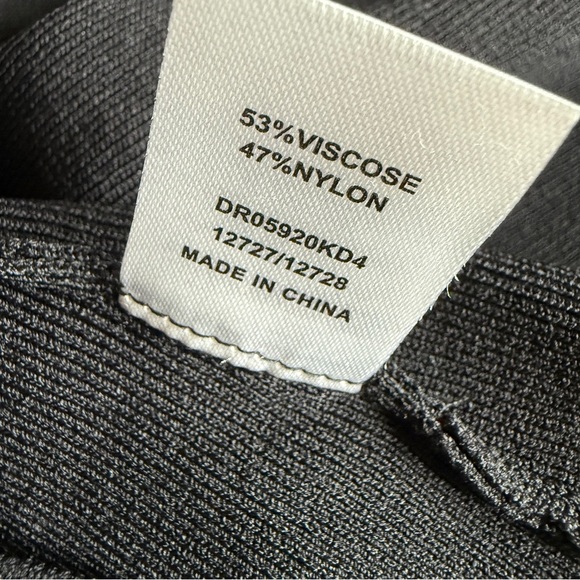 53%VISCOSE
47%NYLON
DR05920KD4
12727/12728
MADE IN CHINA